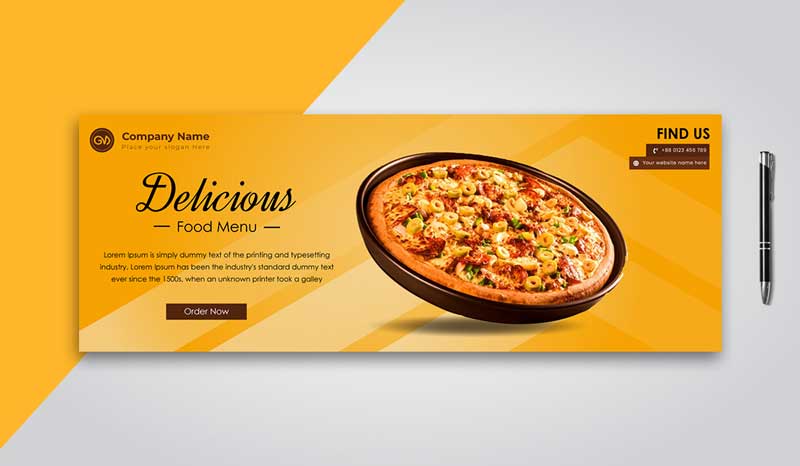 GVD
Company Name
Place your slogan Here
FIND US
+88 0123 456 789
Your website name here
Delicious
Food Menu
Lorem Ipsum is simply dummy text of the printing and typesetting
industry. Lorem Ipsum has been the industry's standard dummy text
ever since the 1500s, when an unknown printer took a galley
Order Now